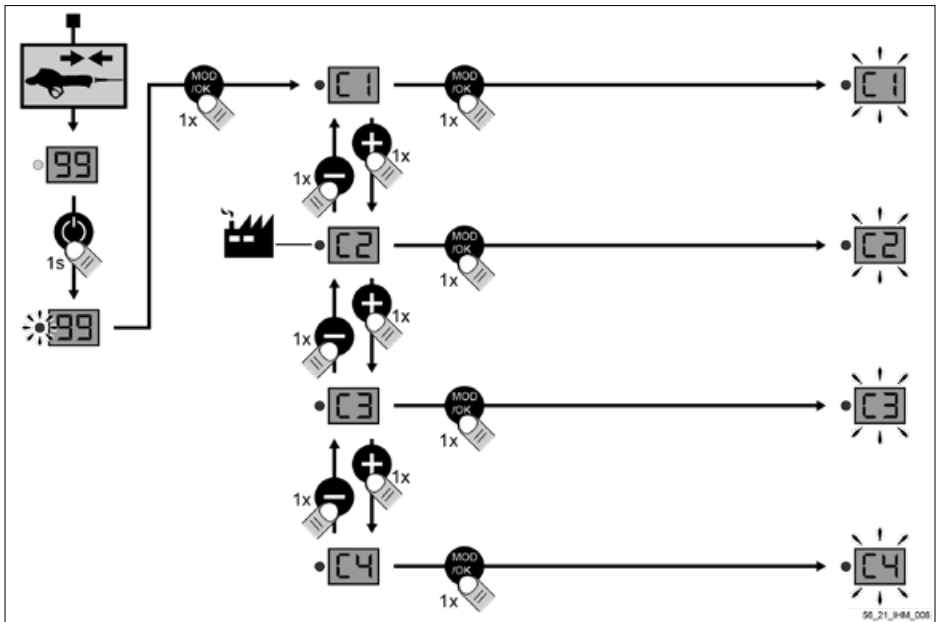 MOD
/OK
1x
C1
MOD
/OK
1x
C1
99
1x
1x
1s
C2
MOD
/OK
1x
C2
99
1x
1x
C3
MOD
/OK
1x
C3
1x
1x
C4
MOD
/OK
1x
C4
56_21_IHM_008